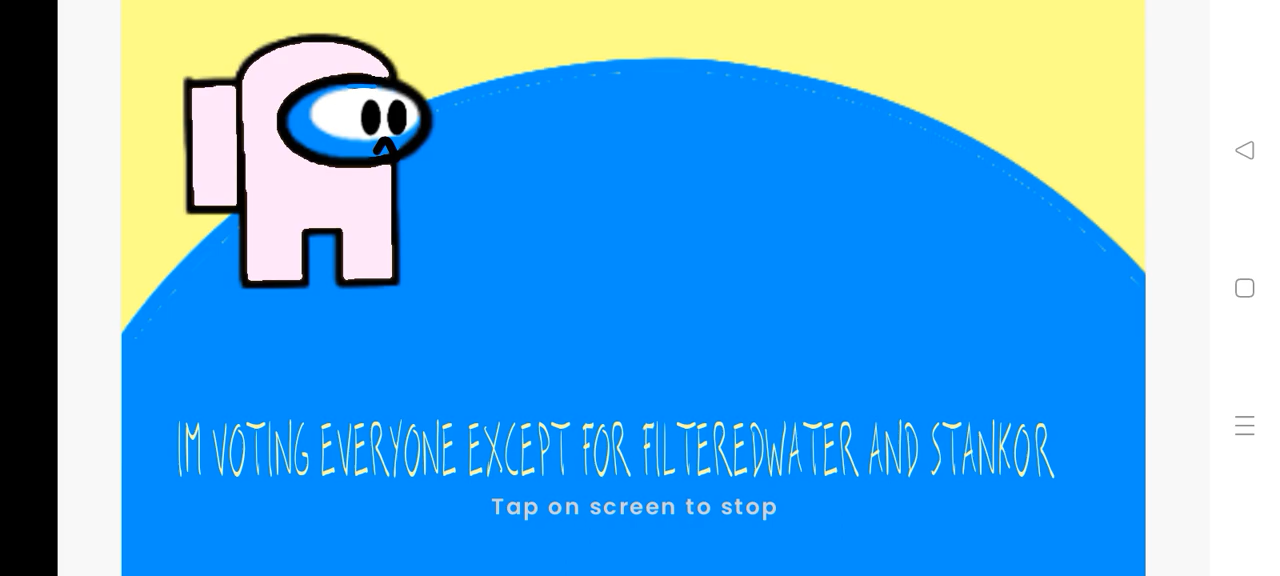 IM VOTING EVERYONE EXCEPT FOR FILTEREDWATER AND STANKOR
Tap on screen to stop